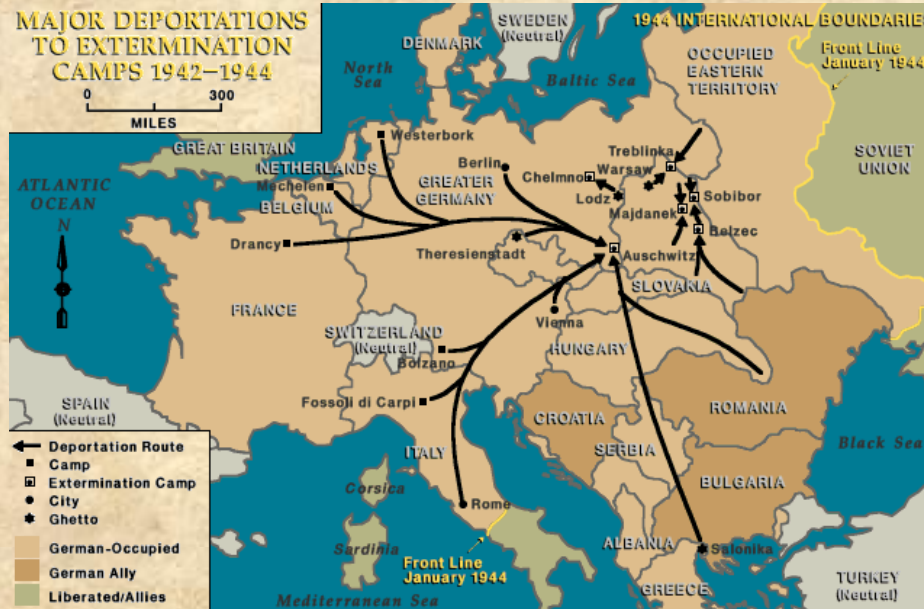 MAJOR DEPORTATIONS
TO EXTERMINATION
CAMPS 1942–1944
0 300
MILES
SWEDEN
(Neutral)
1944 INTERNATIONAL BOUNDARIE
Front Line
January 1944
DENMARK
North
Sea
Baltic Sea
OCCUPIED
EASTERN
TERRITORY
SOVIET
UNION
GREAT BRITAIN
Westerbork
NETHERLANDS
Mechelen
BELGIUM
Berlin
GREATER
GERMANY
Treblinka
Chelmno
Warsaw
Lodz
Sobibor
Majdanek
Belzec
ATLANTIC
OCEAN
N
Drancy
Theresienstadt
Auschwitz
SLOVAKIA
FRANCE
Vienna
SWITZERLAND
(Neutral)
Bolzano
HUNGARY
Fossoli di Carpi
ROMANIA
CROATIA
SPAIN
(Neutral)
SERBIA
ITALY
Black Sea
BULGARIA
Corsica
Rome
Sardinia
ALBANIA
Salonika
Front Line
January 1944
GREECE
TURKEY
(Neutral)
Mediterranean Sea
Deportation Route
Camp
Extermination Camp
City
Ghetto
German-Occupied
German Ally
Liberated/Allies